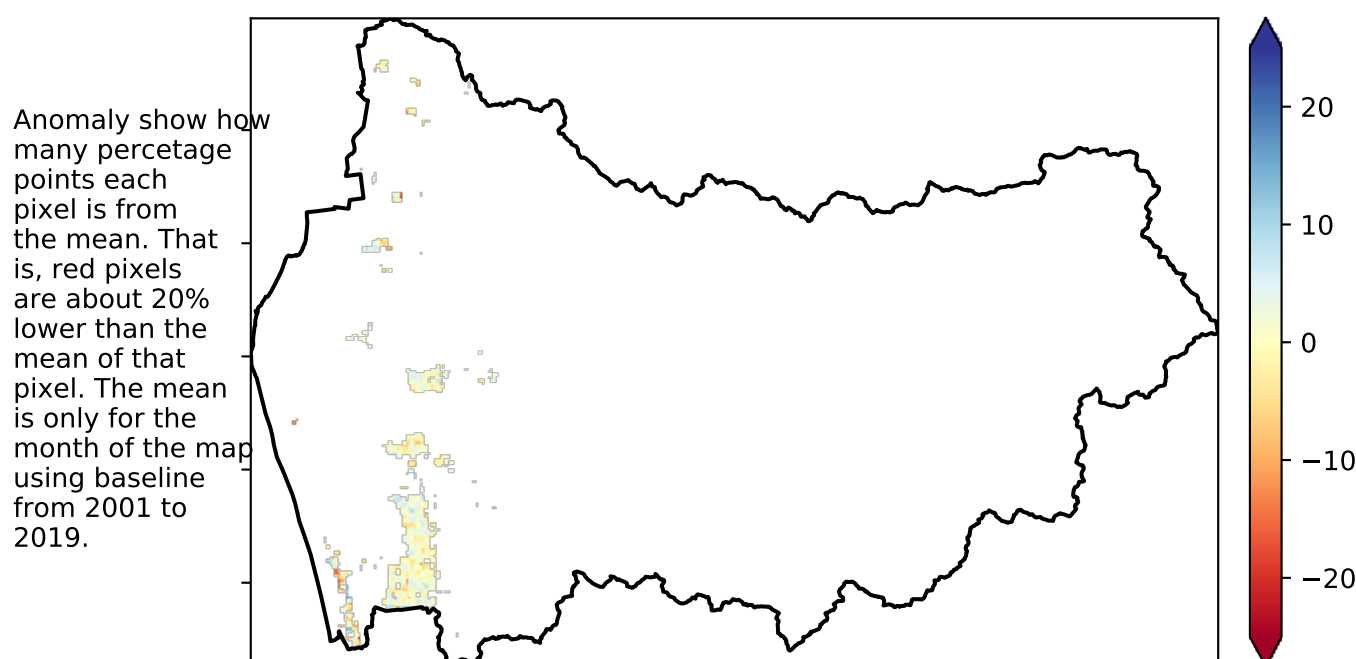 Anomaly show how
many percetage
points each
pixel is from
the mean. That
is, red pixels
are about 20%
lower than the
mean of that
pixel. The mean
is only for the
month of the map
using baseline
from 2001 to
2019.
20
10
0
−10
−20